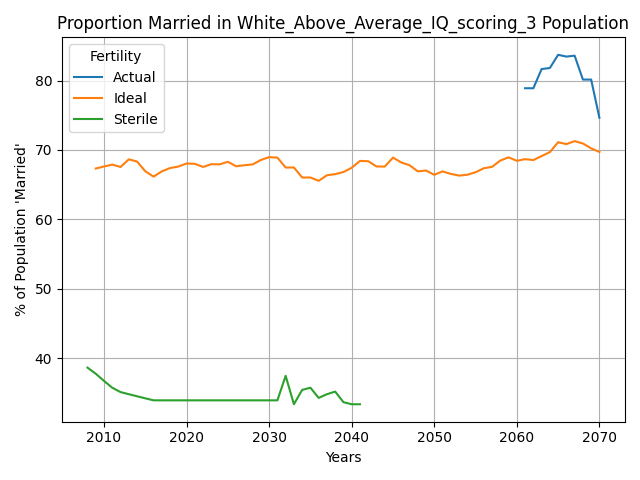 Proportion Married in White_Above_Average_IQ_scoring_3 Population
Fertility
Actual
Ideal
Sterile
% of Population 'Married'
80
70
60
50
40
2010
2020
2030
2040
2050
2060
2070
Years